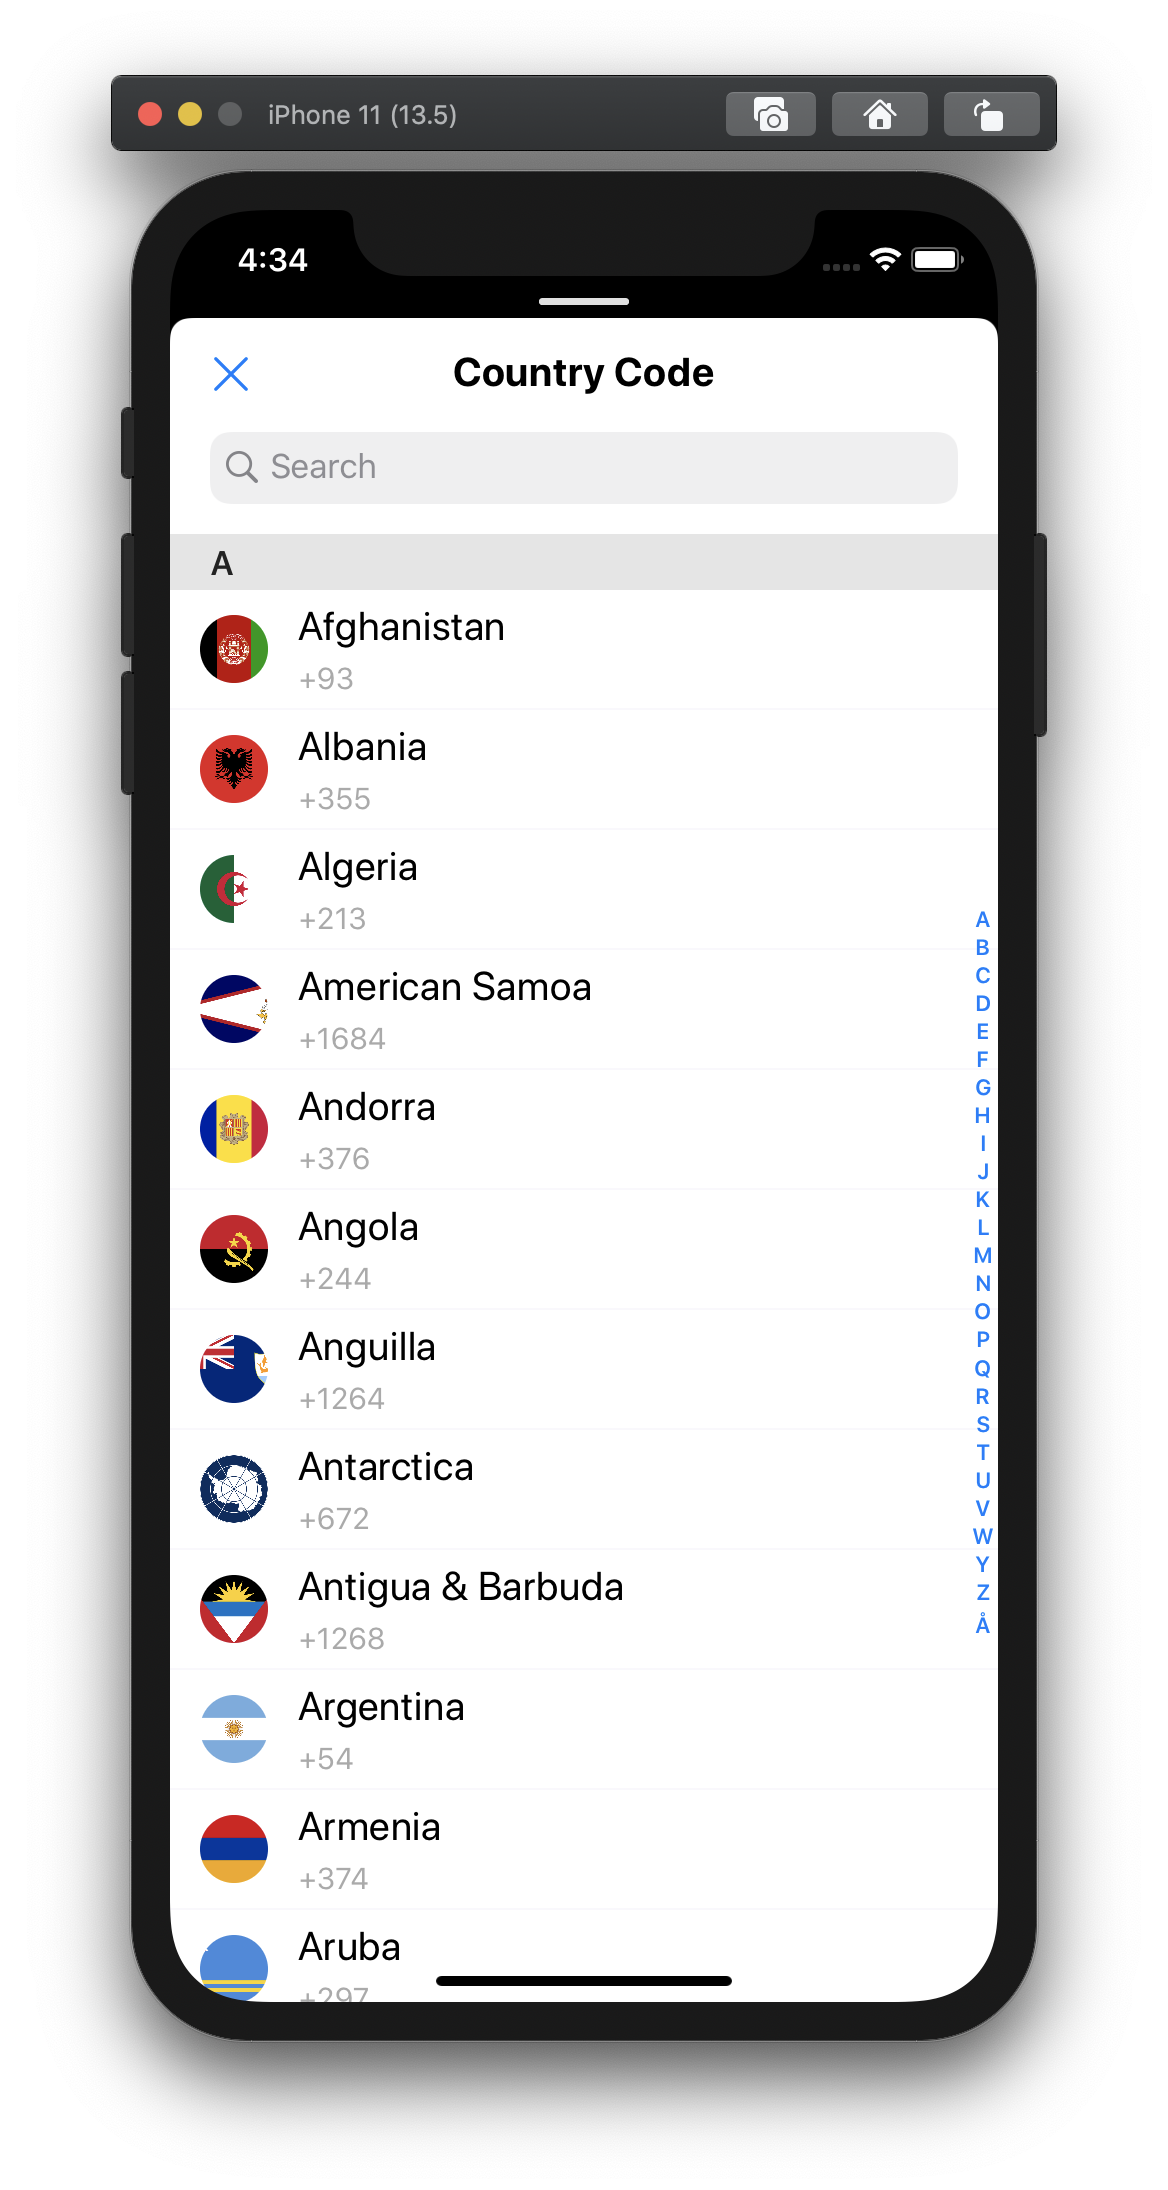 iPhone 11 (13.5)
4:34
Country Code
Search
A
Afghanistan
+93
Albania
+355
Algeria
+213
American Samoa
+1684
Andorra
+376
Angola
+244
Anguilla
+1264
Antarctica
+672
Antigua & Barbuda
+1268
Argentina
+54
Armenia
+374
Aruba
+297
A
B
C
D
E
F
G
H
I
J
K
L
M
N
O
P
Q
R
S
T
U
V
W
Y
Z
Å